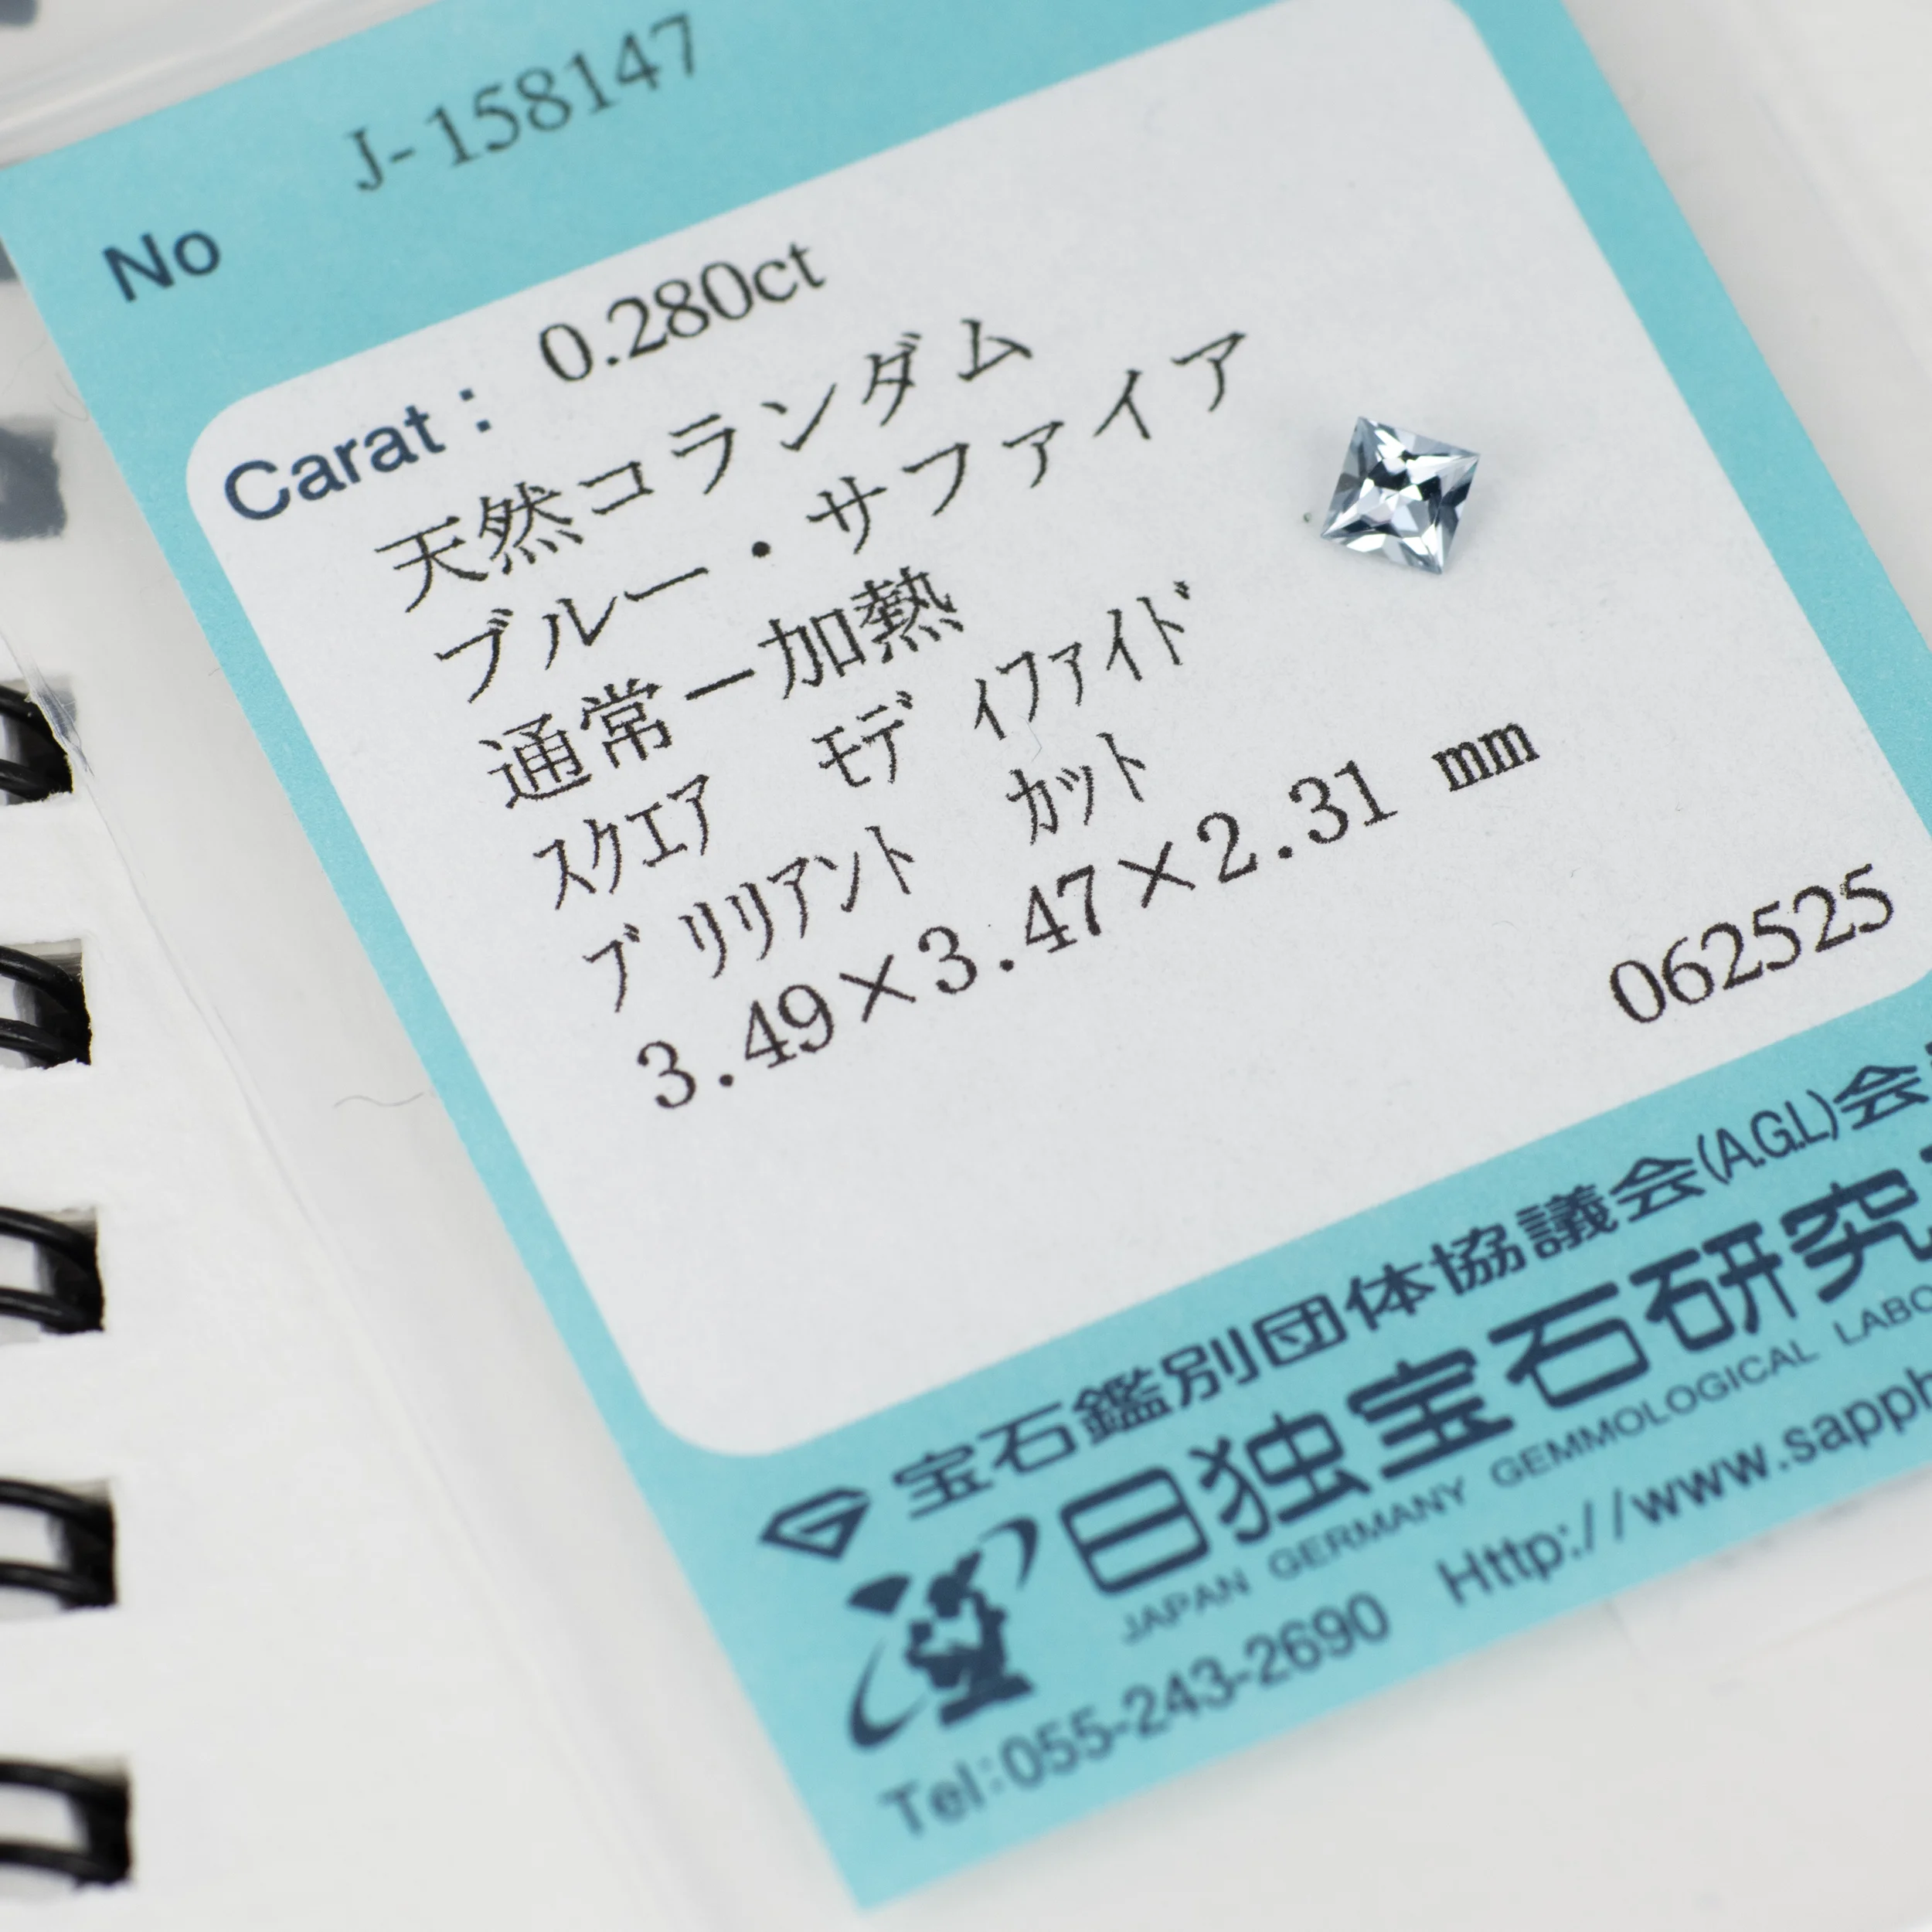 No J-158147
Carat : 0.280ct
天然コランダム
ブルー・サファイア
通常－加熱
ｽｸｴｱ ﾓﾃﾞｨﾌｧｲﾄﾞ
ﾌﾞﾘﾘｱﾝﾄ ｶｯﾄ
3.49×3.47×2.31 mm
062525
宝石鑑別団体協議会(A.G.L)会
日独宝石研究
JAPAN GERMANY GEMMOLOGICAL
Tel:055-243-2690 Http://www.sapph